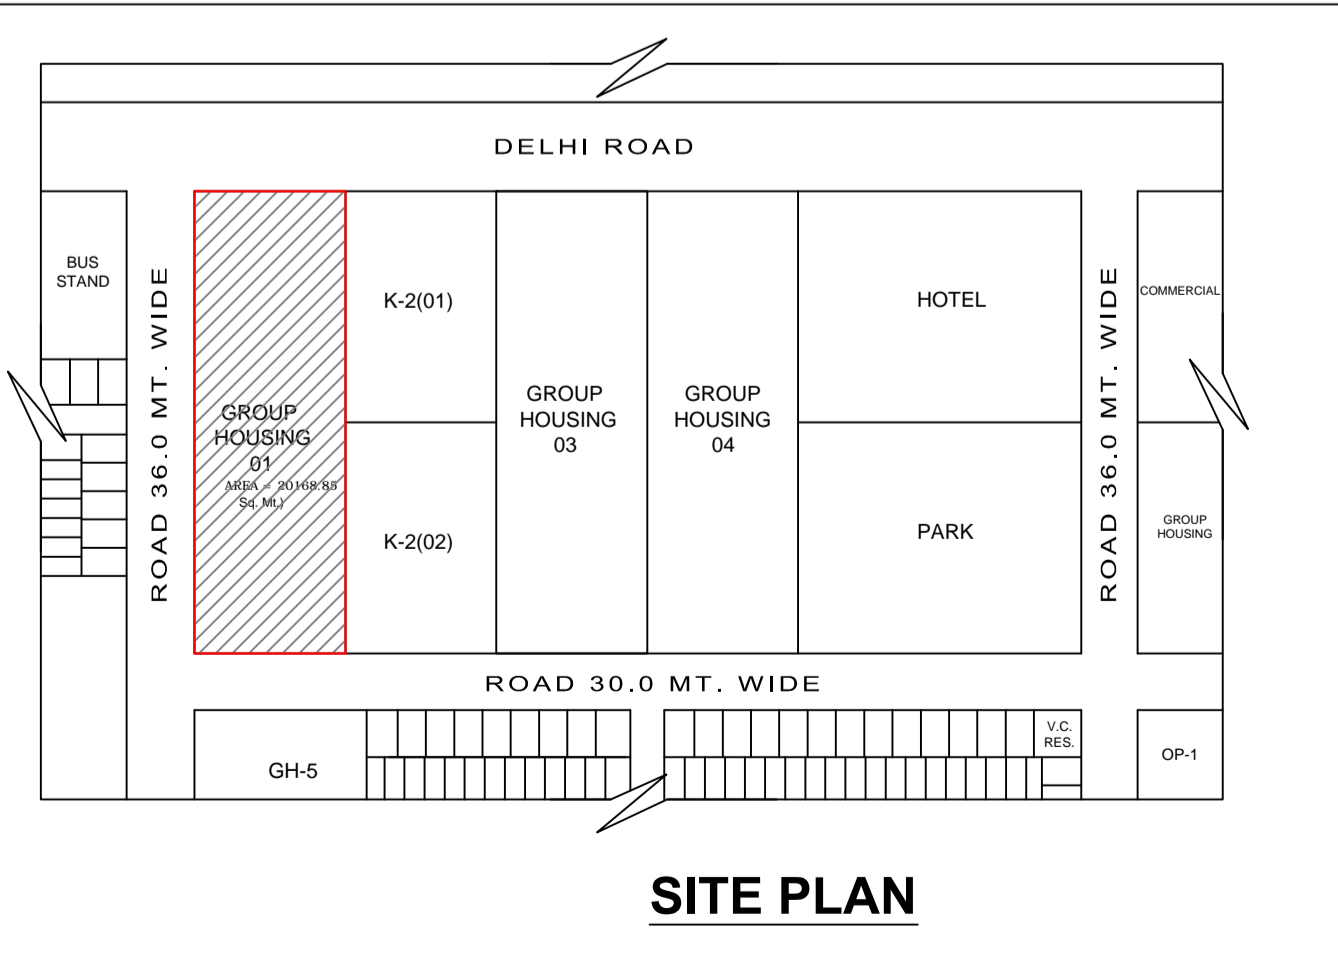 DELHI ROAD
BUS
STAND
ROAD 36.0 MT. WIDE
GROUP
HOUSING
01
AREA = 20168.85
Sq. Mt.)
K-2(01)
K-2(02)
GROUP
HOUSING
03
GROUP
HOUSING
04
HOTEL
PARK
ROAD 36.0 MT. WIDE
COMMERCIAL
GROUP
HOUSING
ROAD 30.0 MT. WIDE
GH-5
V.C.
RES.
OP-1
SITE PLAN